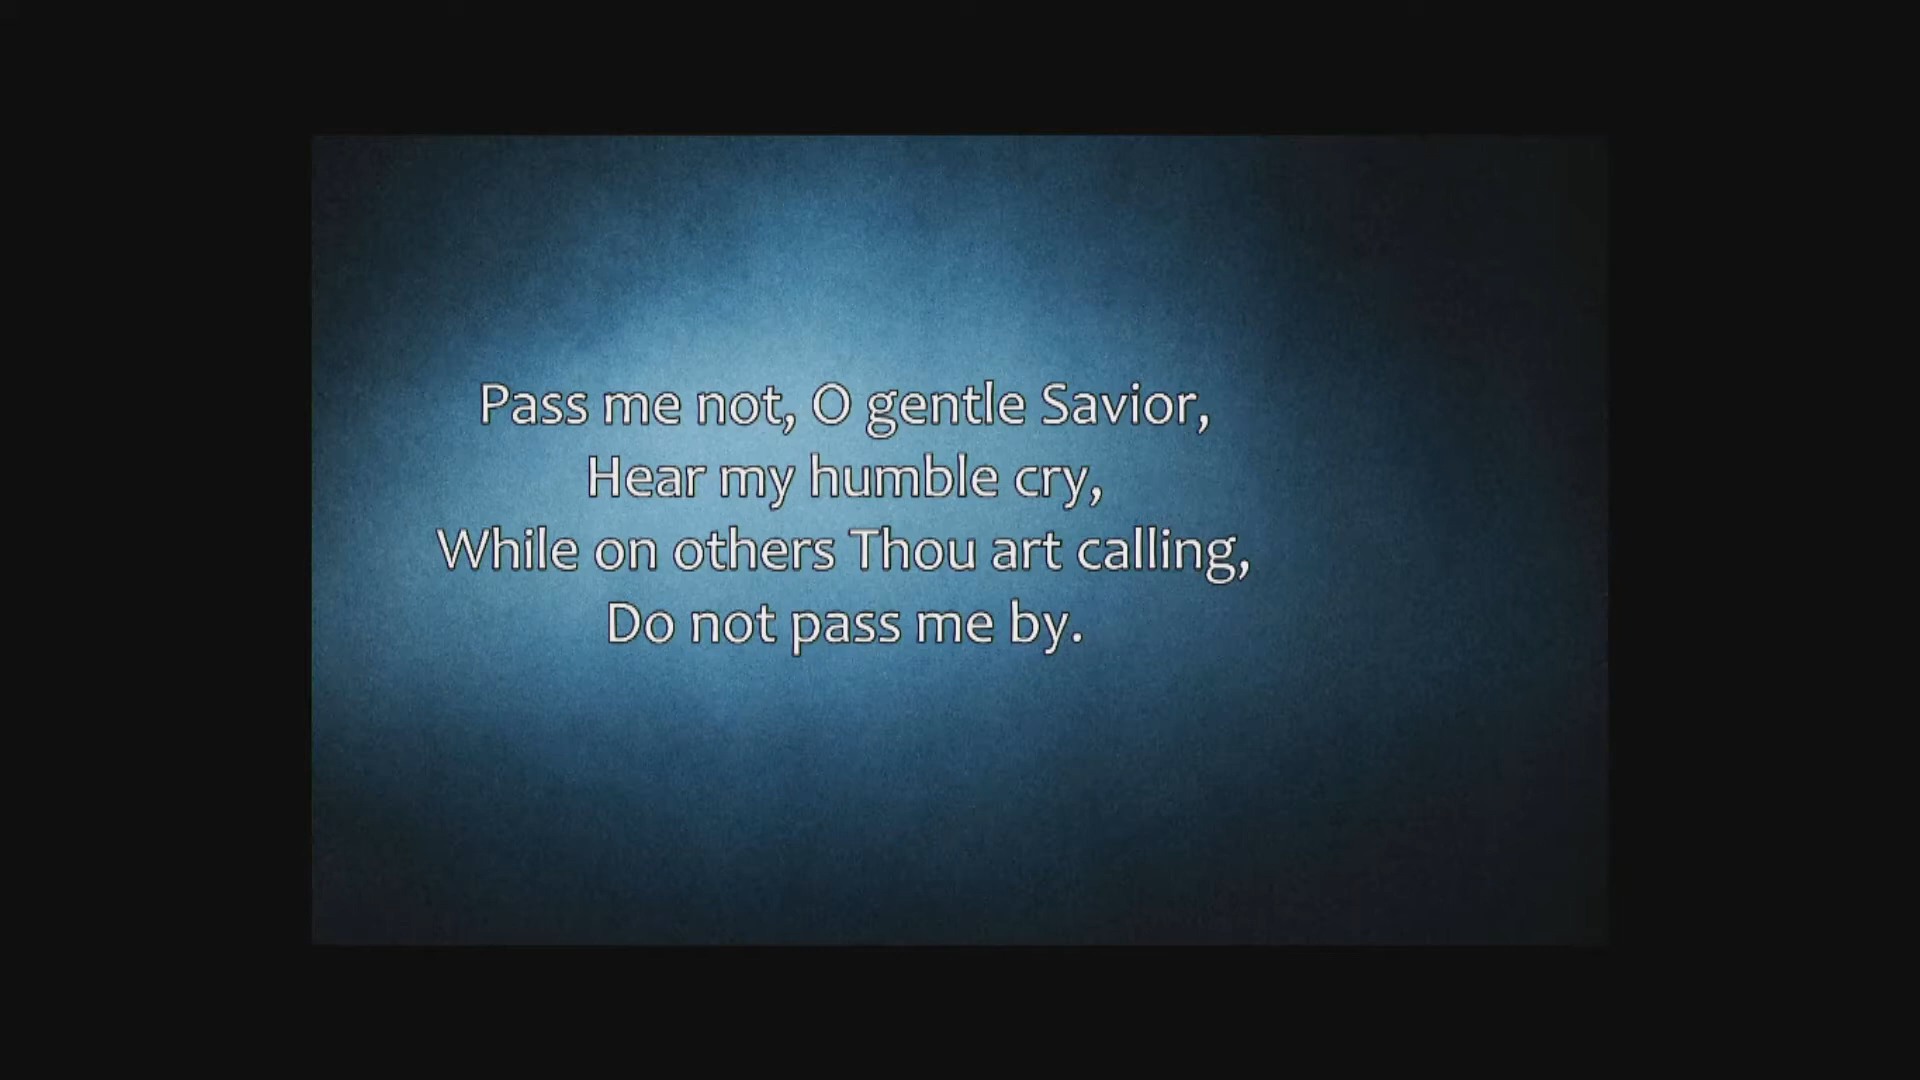 Pass me not, O gentle Savior,
Hear my humble cry,
While on others Thou art calling,
Do not pass me by.